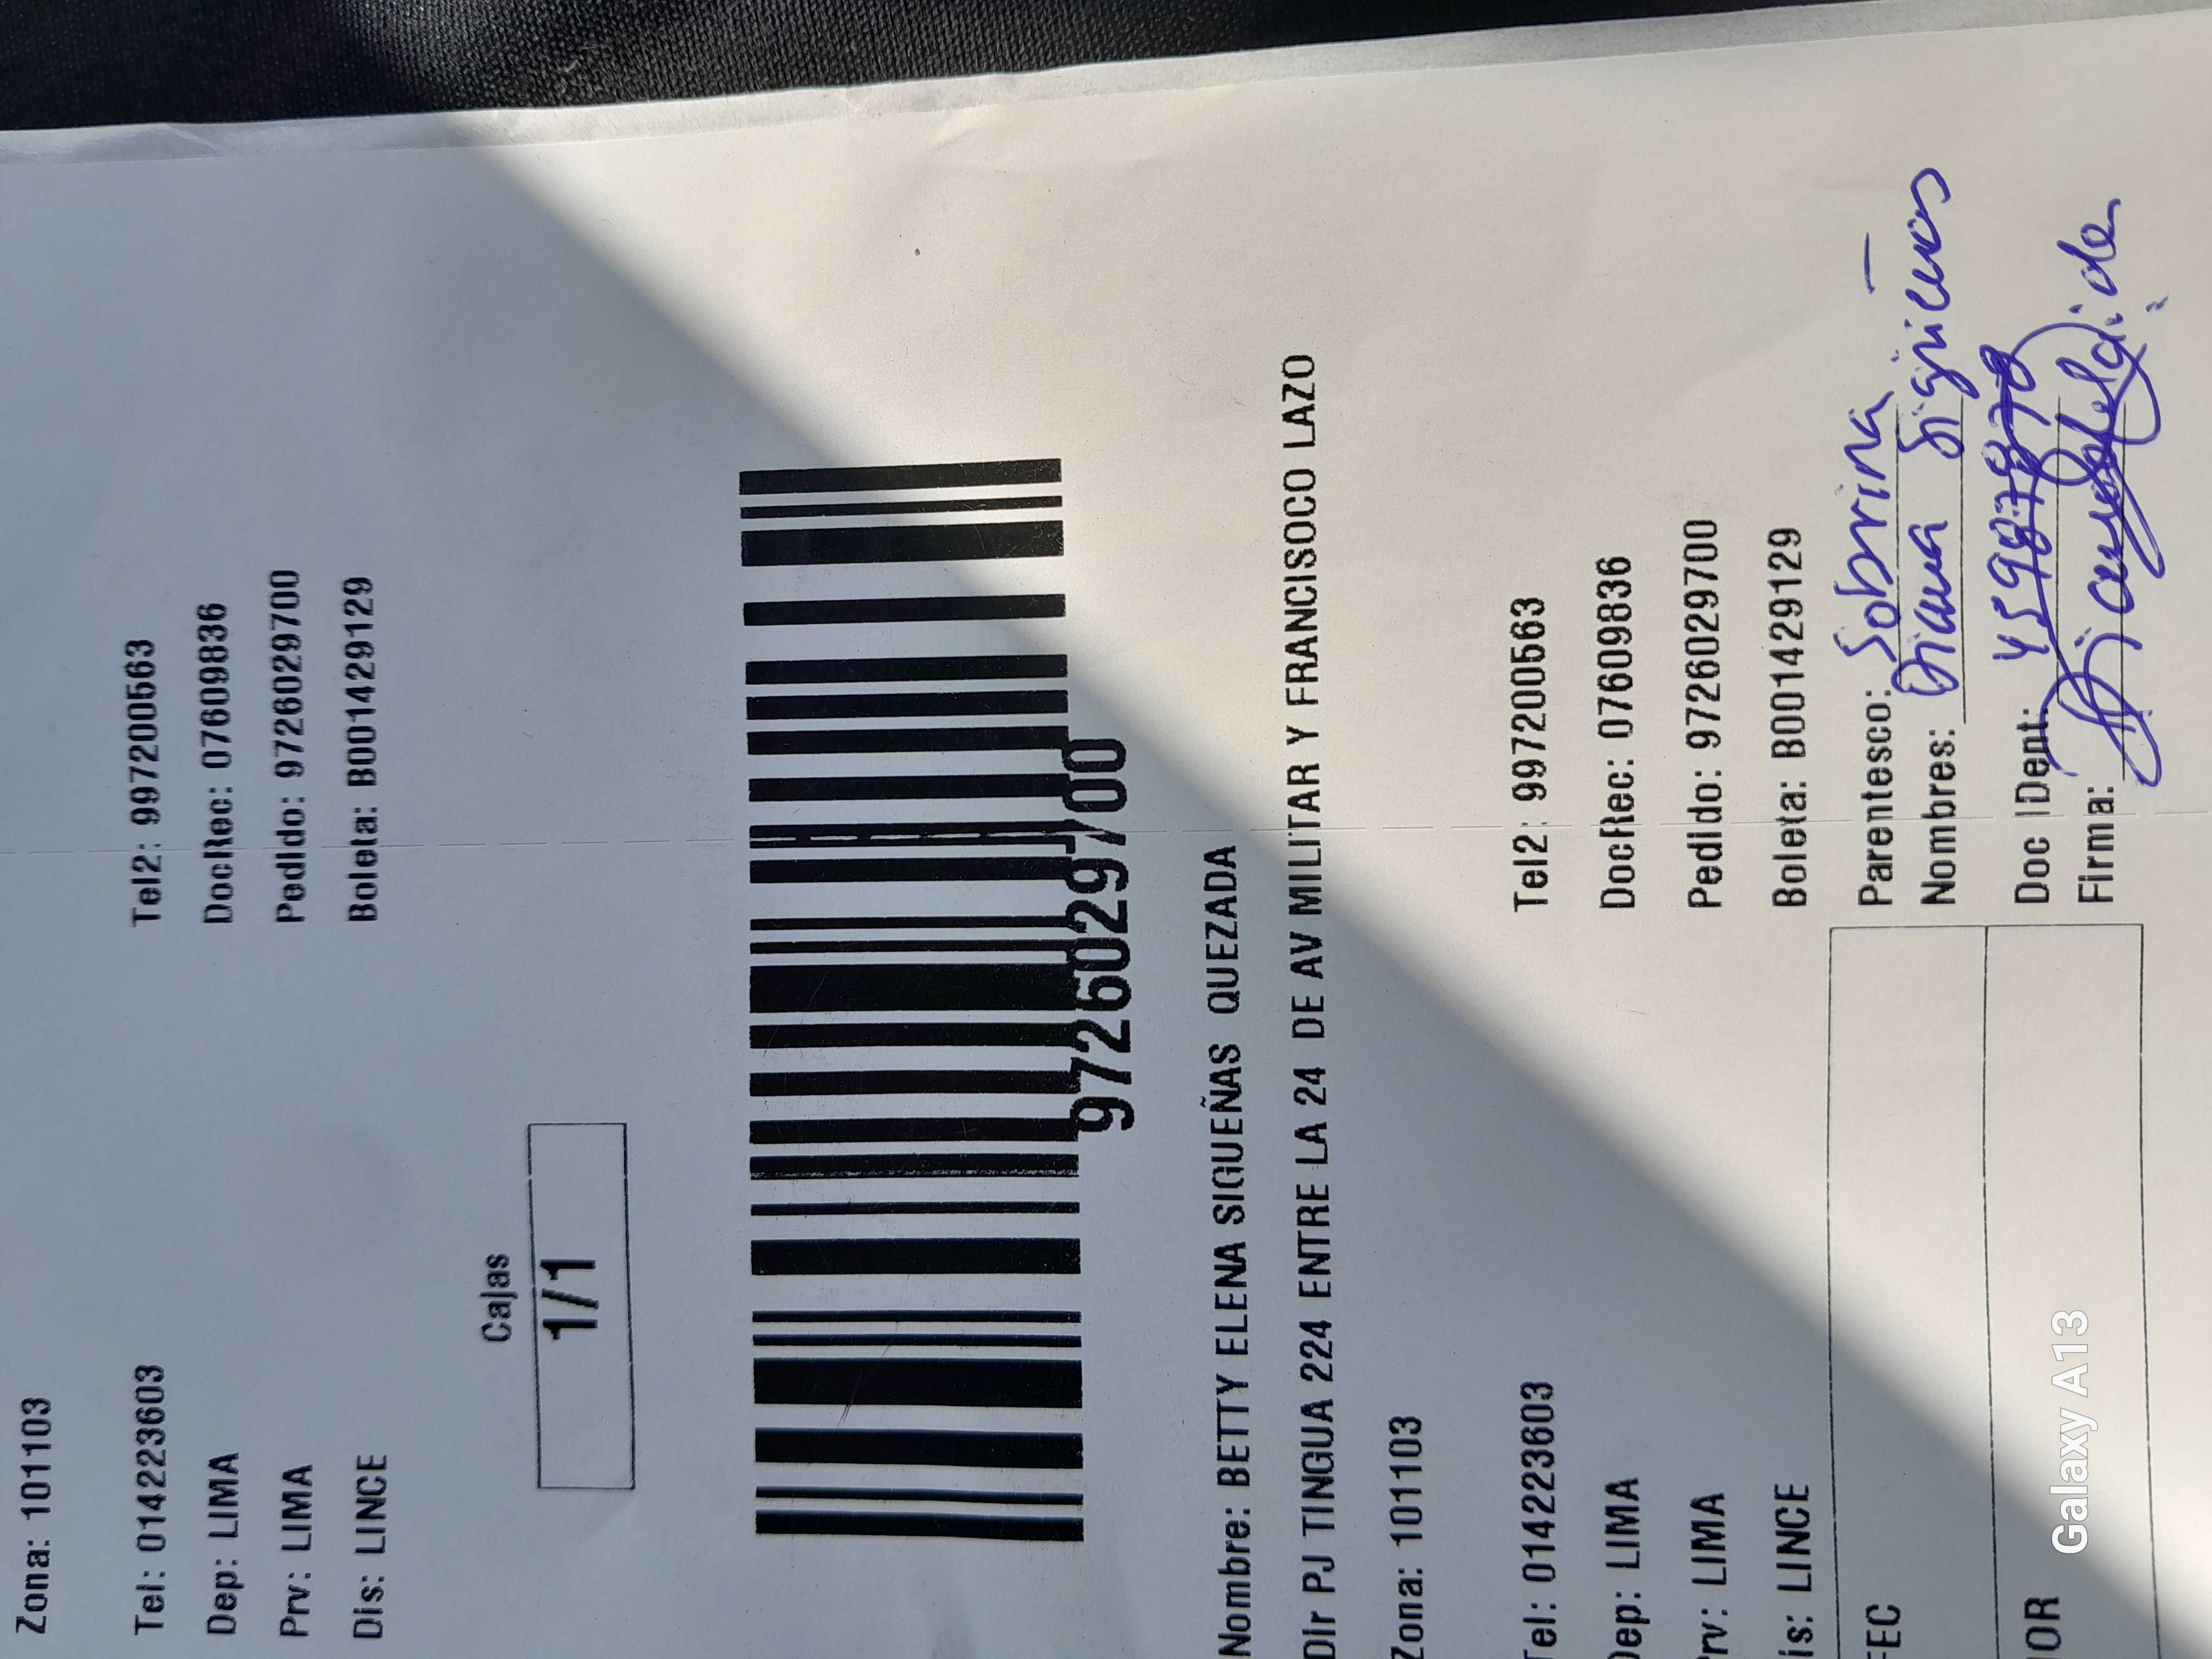 Zona: 101103
Tel: 014223603 Tel2: 997200563
Dep: LIMA DocRec: 07609836
Prv: LIMA Pedido: 9726029700
Dis: LINCE Boleta: B001429129
Cajas
1/1
9726029700
Nombre: BETTY ELENA SIGUEÑAS QUEZADA
Dir PJ TINGUA 224 ENTRE LA 24 DE AV MILITAR Y FRANCISOCO LAZO
Zona: 101103
Tel: 014223603 Tel2: 997200563
Dep: LIMA DocRec: 07609836
Prv: LIMA Pedido: 9726029700
is: LINCE Boleta: B001429129
FEC Parentesco: Sobrina
Nombres: Diana
Doc IDent:
IOR Firma:
Galaxy A13